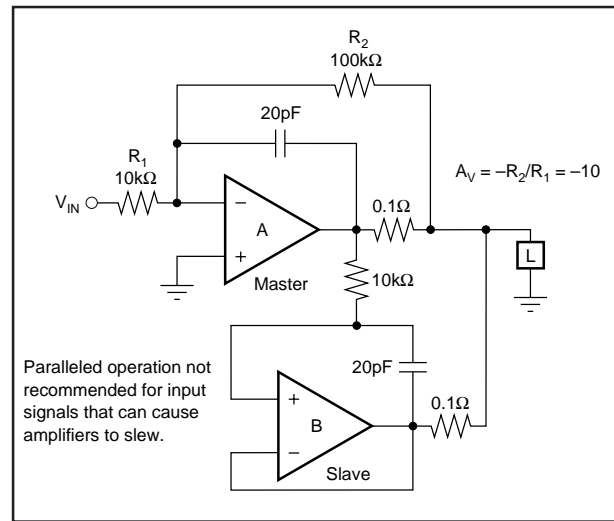 R2
100kΩ
20pF
R1
10kΩ
AV = –R2/R1 = –10
VIN
–
A
+
0.1Ω
L
Master
10kΩ
Paralleled operation not
recommended for input
signals that can cause
amplifiers to slew.
20pF
+
B
–
0.1Ω
Slave